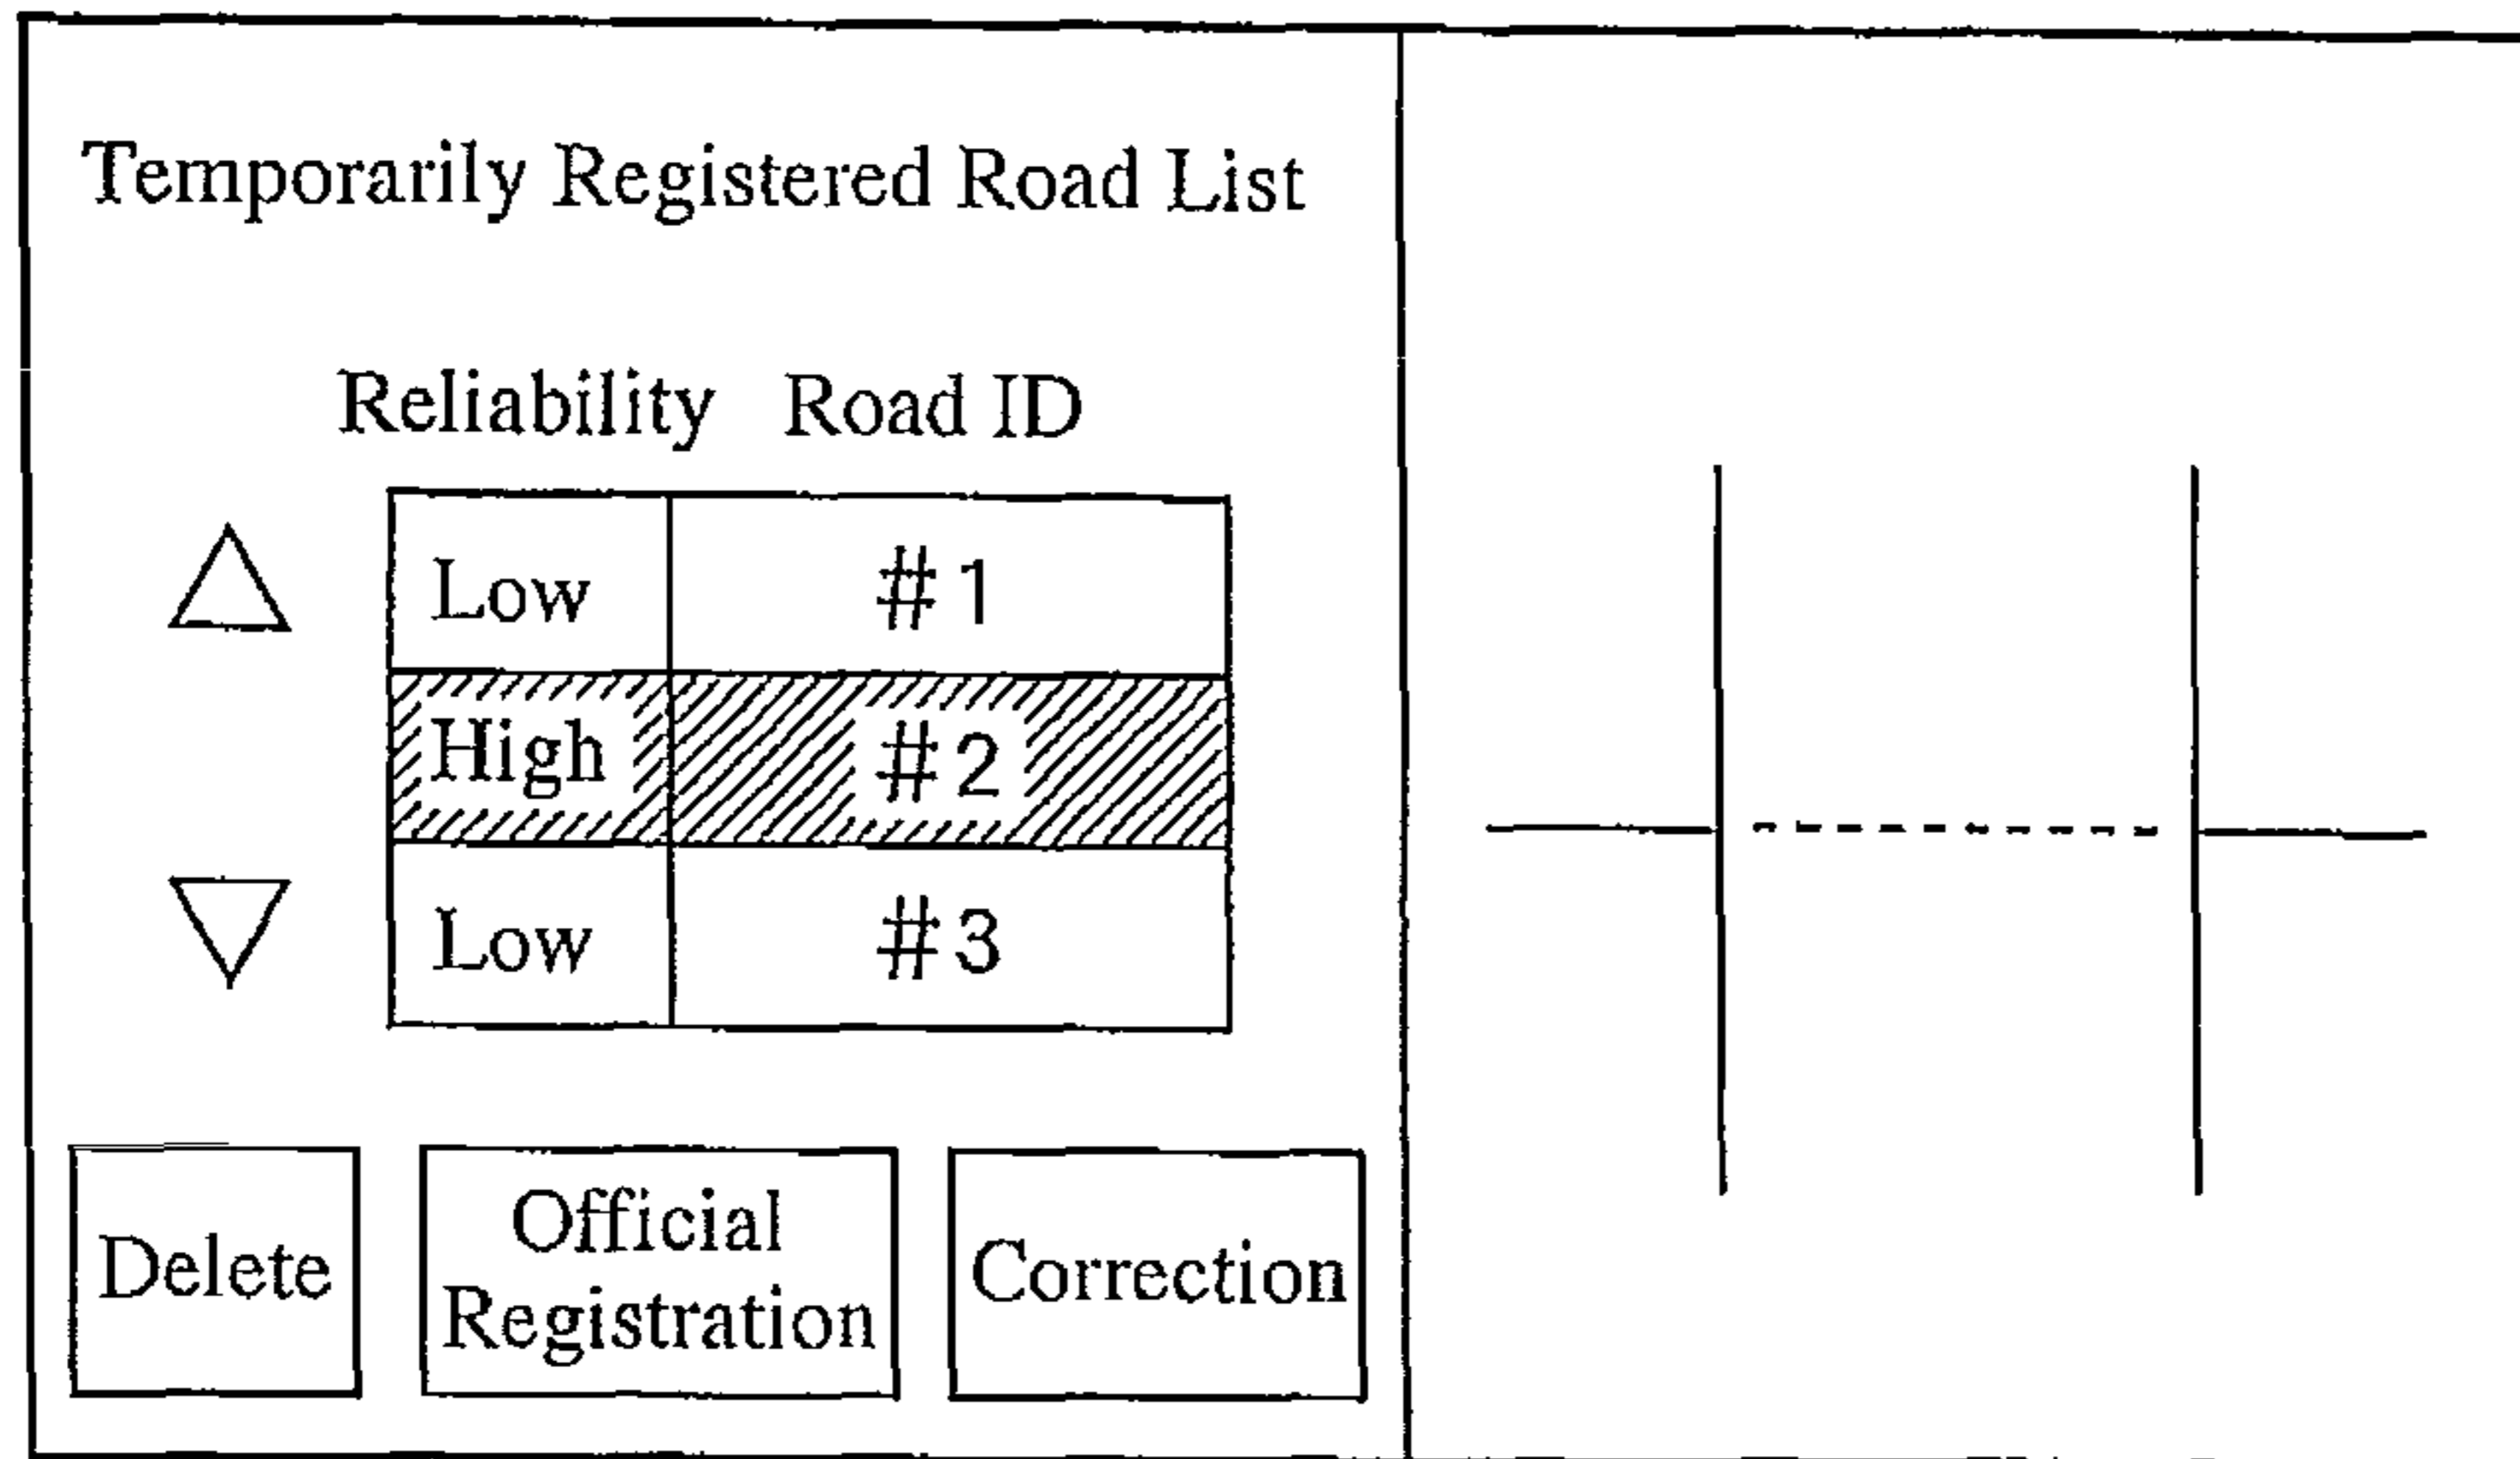 Temporarily Registered Road List
Reliability Road ID
Low #1
High #2
Low #3
Delete
Official
Registration
Correction